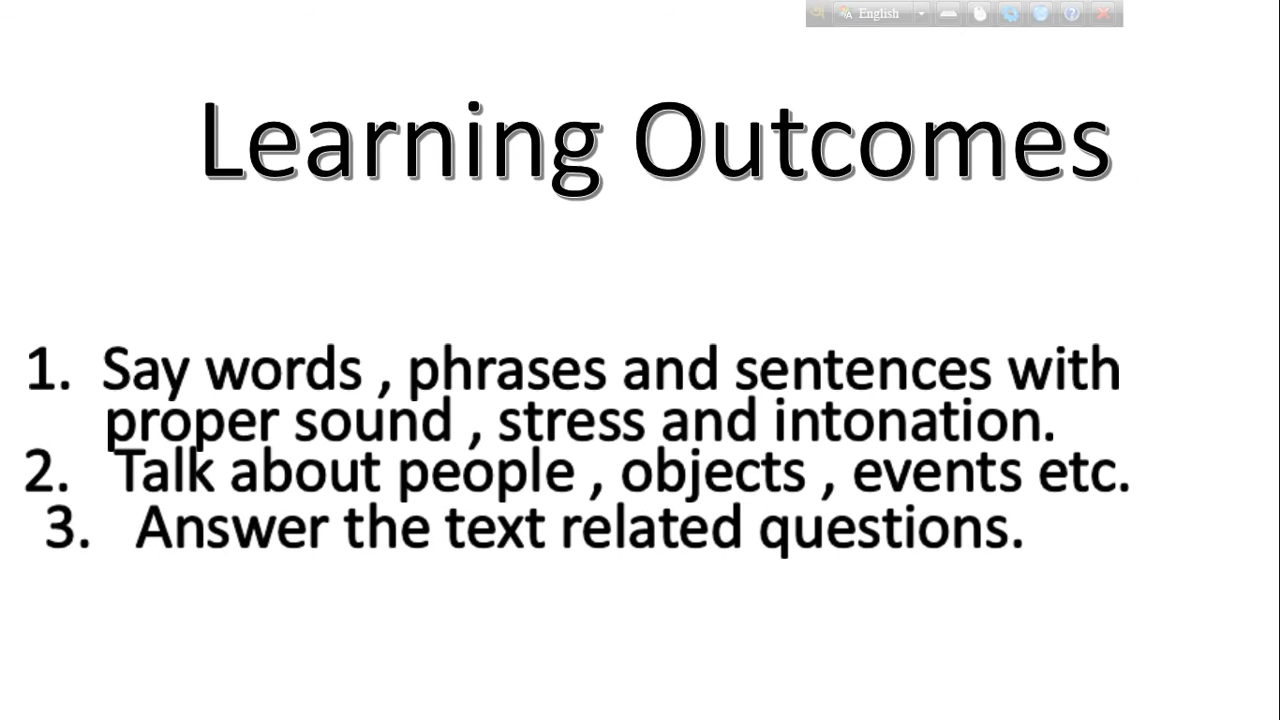 English
Learning Outcomes
1. Say words , phrases and sentences with
proper sound , stress and intonation.
2. Talk about people , objects , events etc.
3. Answer the text related questions.